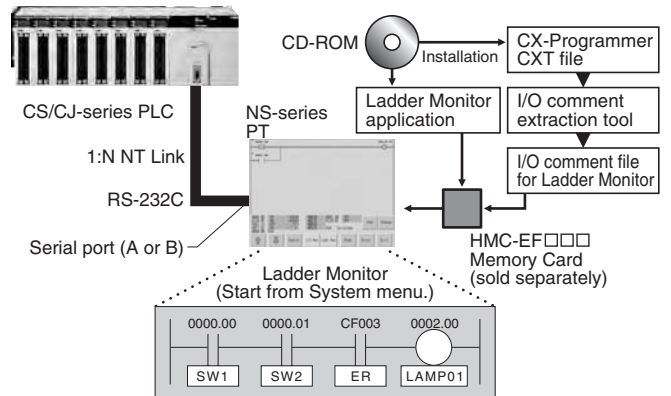 CD-ROM
Installation
CX-Programmer
CXT file
CS/CJ-series PLC
NS-series
PT
Ladder Monitor
application
I/O comment
extraction tool
1:N NT Link
I/O comment file
for Ladder Monitor
RS-232C
Serial port (A or B)
HMC-EF□□□
Memory Card
(sold separately)
Ladder Monitor
(Start from System menu.)
0000.00 0000.01 CF003 0002.00
SW1 SW2 ER LAMP01